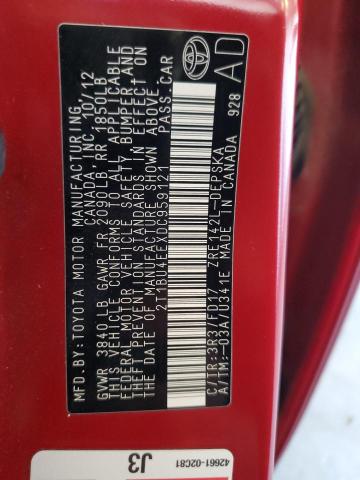 MFD.BY:TOYOTA MOTOR MANUFACTURING,
CANADA, INC. 10/12
GVWR 3840LB GAWR FR 2090LB RR 1850LB
THIS VEHICLE CONFORMS TO ALL APPLICABLE
FEDERAL MOTOR VEHICLE SAFETY, BUMPER, AND
THEFT PREVENTION STANDARDS IN EFFECT ON
THE DATE OF MANUFACTURE SHOWN ABOVE.
2T1BU4EEXDC959121 PASS.CAR
C/TR:3R3/FD17 ZRE142L-DEPSKA
A/TM:-03A/U341E MADE IN CANADA 928
AD
42661-02C81
J3